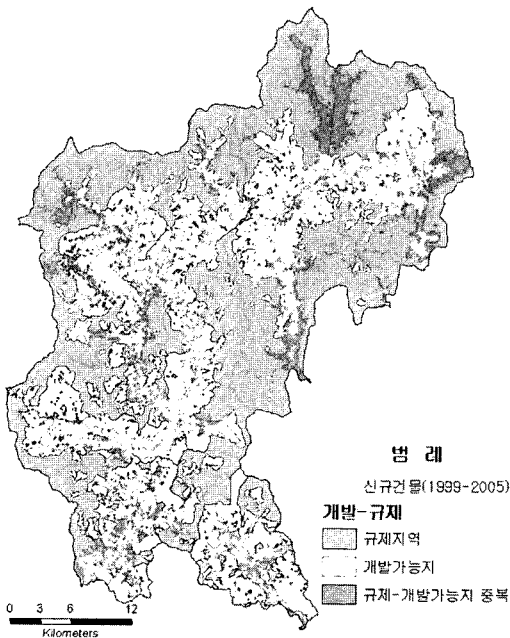 범 례
신규건물(1999-2005)
개발-규제
규제지역
개발가능지
규제-개발가능지 중복
0 3 6 12
Kilometers